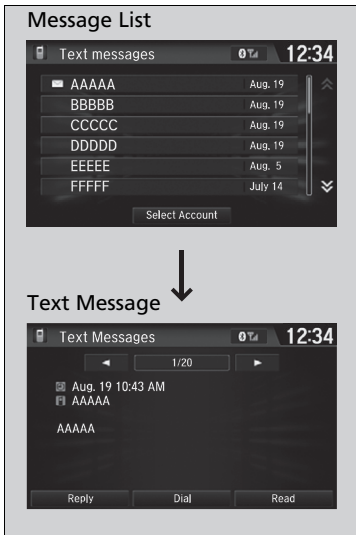 Message List
Text messages 12:34
AAAAA Aug. 19
BBBBB Aug. 19
CCCCC Aug. 19
DDDDD Aug. 19
EEEEE Aug. 5
FFFFF July 14
Select Account
Text Message
Text Messages 12:34
1/20
Aug. 19 10:43 AM
AAAAA
AAAAA
Reply Dial Read